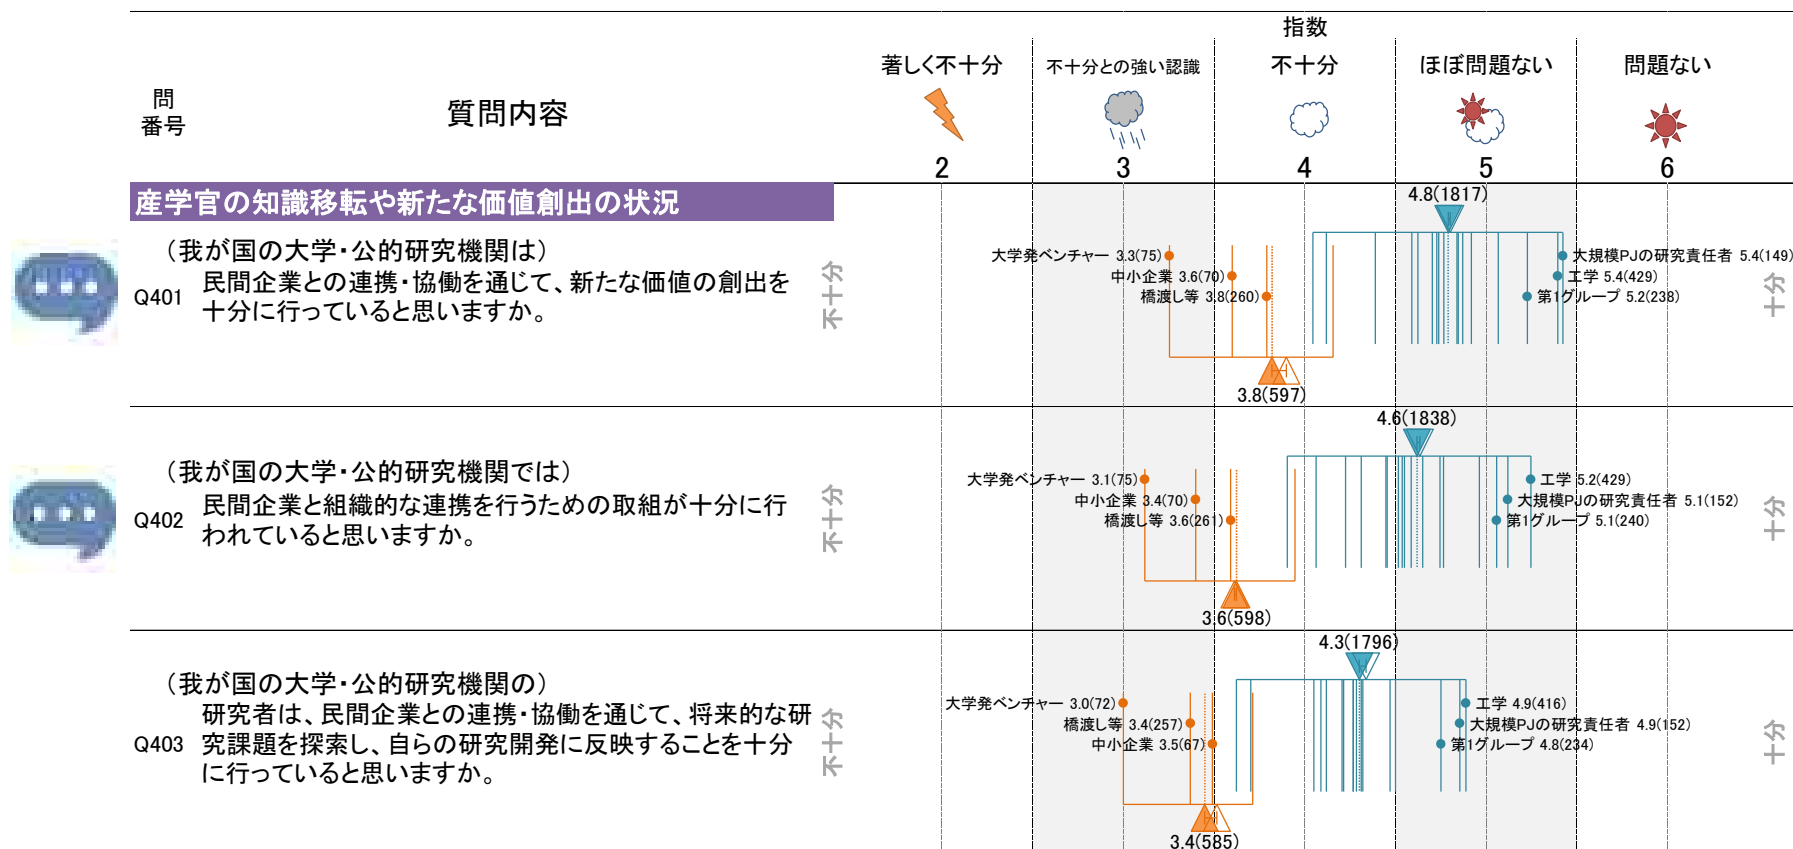 指数
著しく不十分
不十分との強い認識
不十分
ほぼ問題ない
問題ない
問
番号
質問内容
2
3
4
5
6
産学官の知識移転や新たな価値創出の状況
4.8(1817)
Q401
（我が国の大学・公的研究機関は）
民間企業との連携・協働を通じて、新たな価値の創出を
十分に行っていると思いますか。
不十分
大学発ベンチャー 3.3(75)
中小企業 3.6(70)
橋渡し等 3.8(260)
大規模PJの研究責任者 5.4(149)
工学 5.4(429)
第1グループ 5.2(238)
十分
3.8(597)
4.6(1838)
Q402
（我が国の大学・公的研究機関では）
民間企業と組織的な連携を行うための取組が十分に行
われていると思いますか。
不十分
大学発ベンチャー 3.1(75)
中小企業 3.4(70)
橋渡し等 3.6(261)
工学 5.2(429)
大規模PJの研究責任者 5.1(152)
第1グループ 5.1(240)
十分
3.6(598)
4.3(1796)
Q403
（我が国の大学・公的研究機関の）
研究者は、民間企業との連携・協働を通じて、将来的な研
究課題を探索し、自らの研究開発に反映することを十分
に行っていると思いますか。
不十分
大学発ベンチャー 3.0(72)
橋渡し等 3.4(257)
中小企業 3.5(67)
工学 4.9(416)
大規模PJの研究責任者 4.9(152)
第1グループ 4.8(234)
十分
3.4(585)